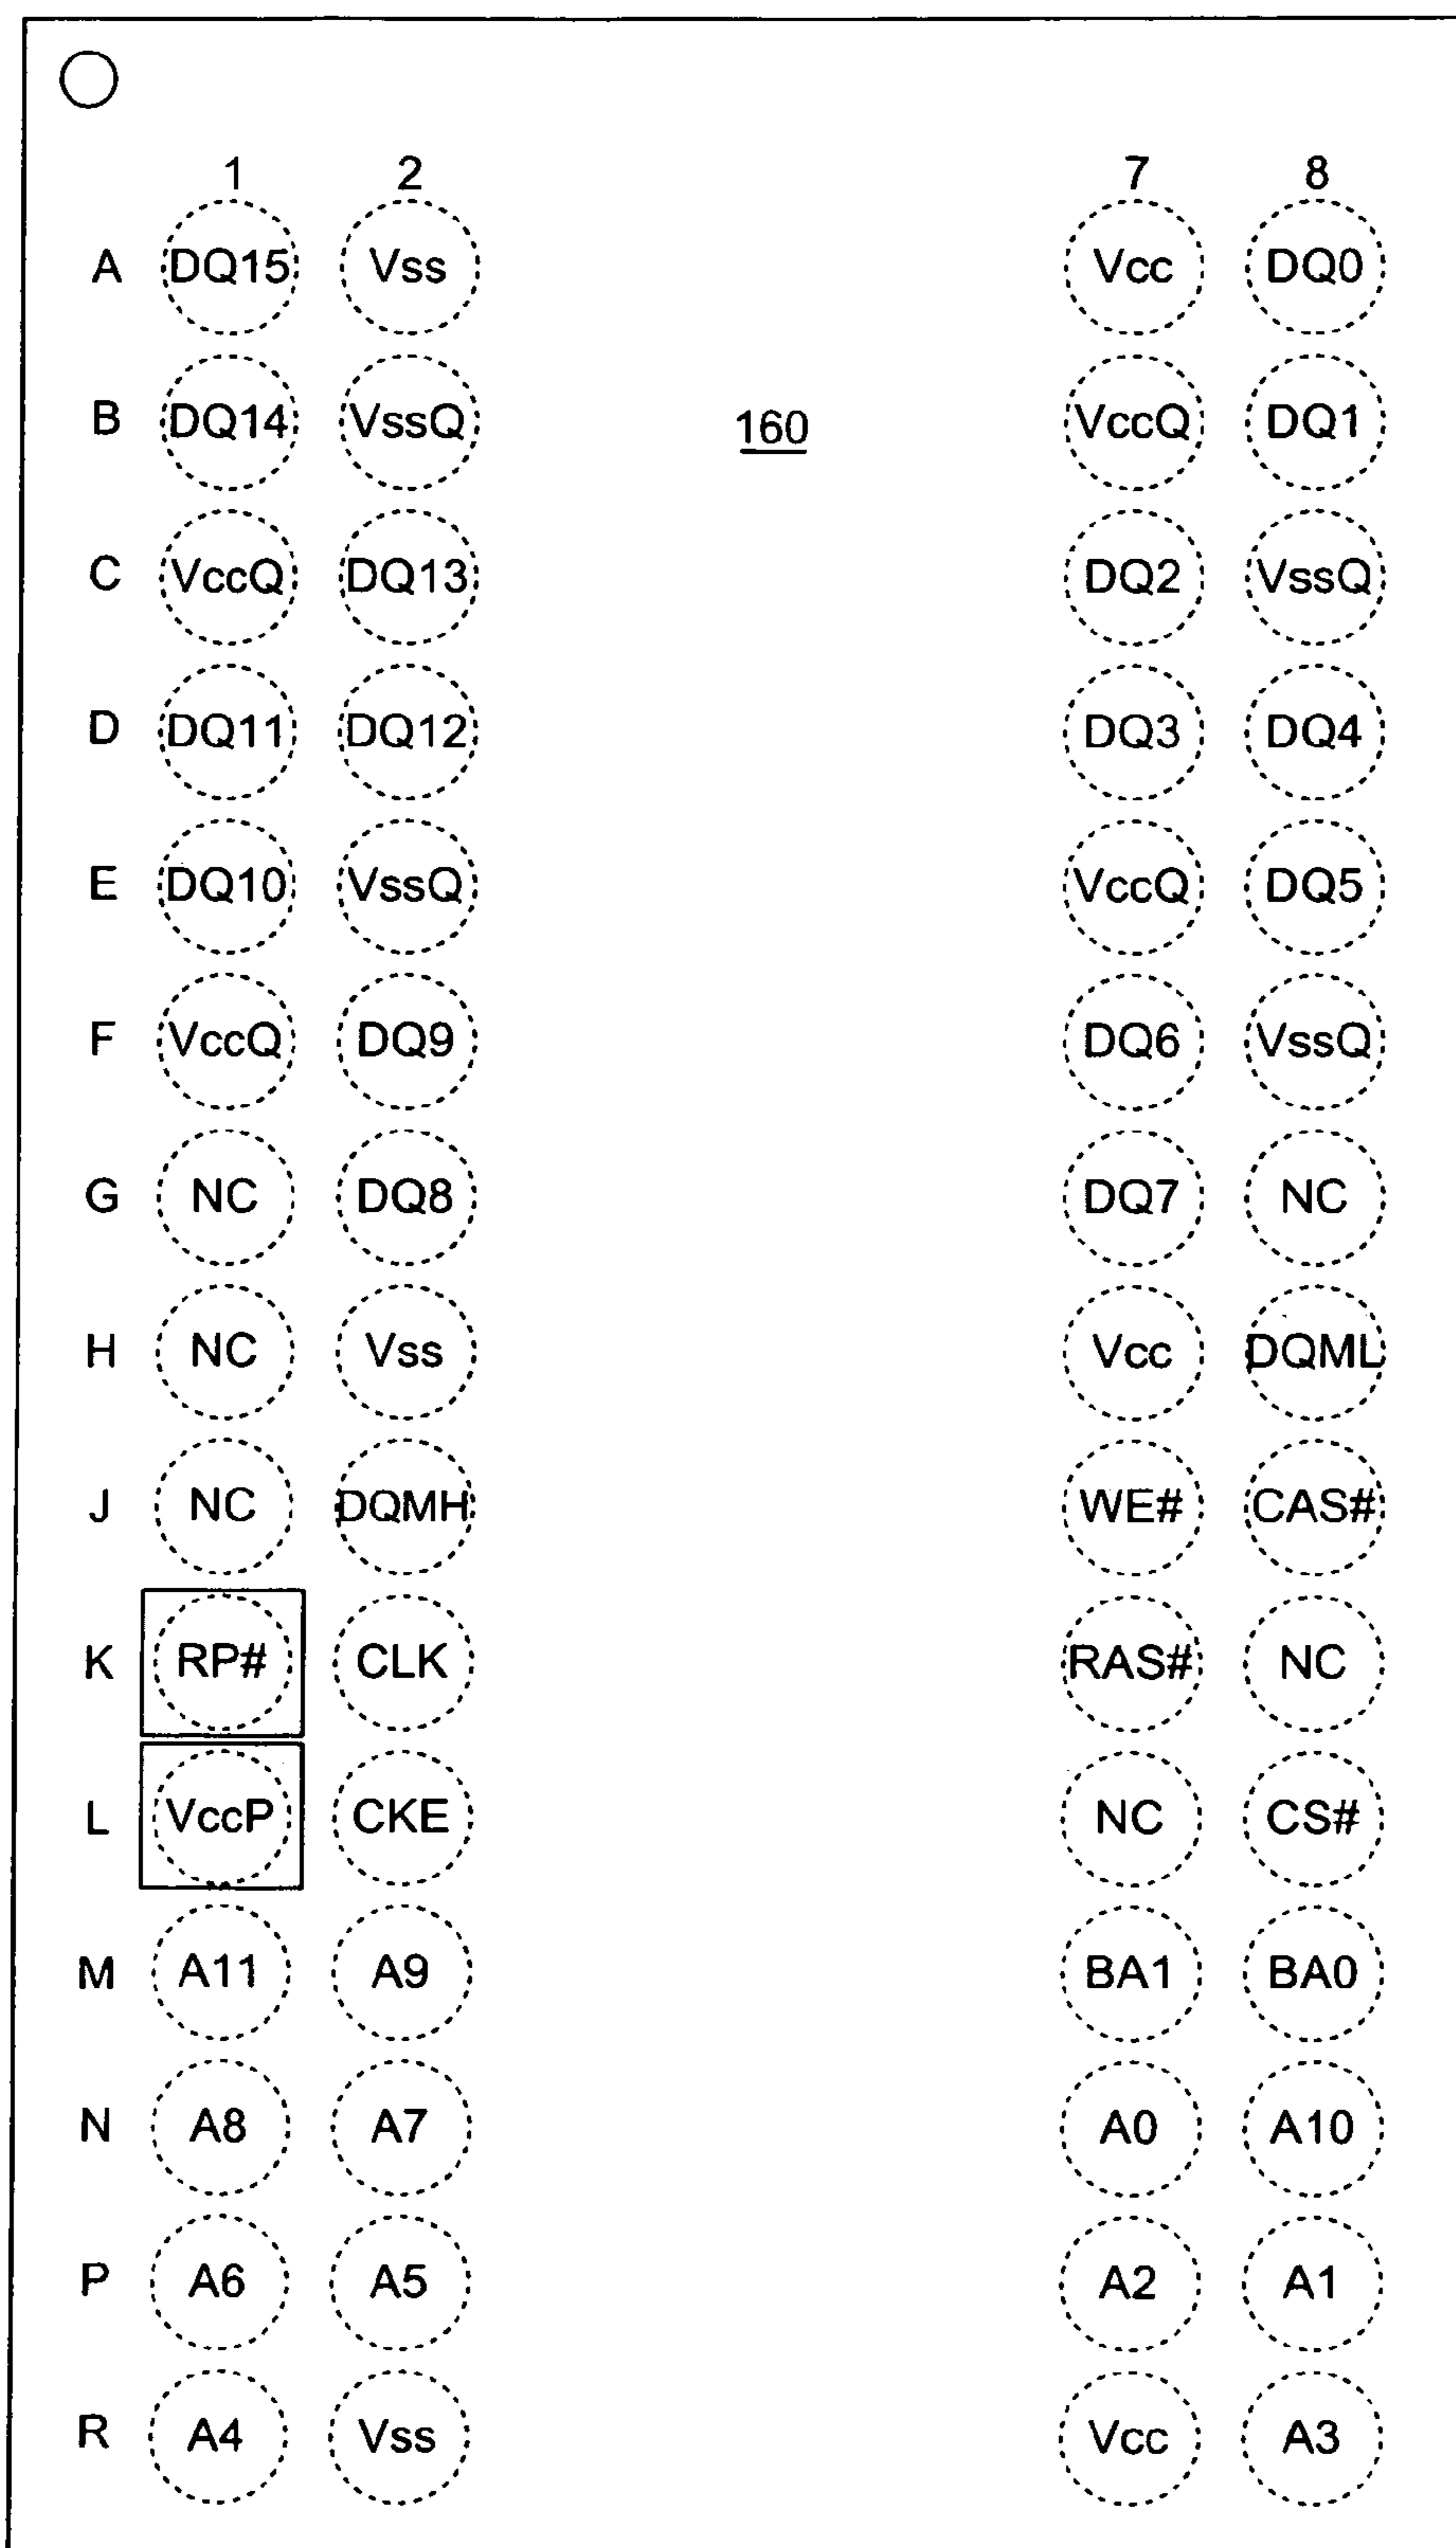 1 2 7 8
A DQ15 Vss Vcc DQ0
B DQ14 VssQ 160 VccQ DQ1
C VccQ DQ13 DQ2 VssQ
D DQ11 DQ12 DQ3 DQ4
E DQ10 VssQ VccQ DQ5
F VccQ DQ9 DQ6 VssQ
G NC DQ8 DQ7 NC
H NC Vss Vcc DQML
J NC DQMH WE# CAS#
K RP# CLK RAS# NC
L VccP CKE NC CS#
M A11 A9 BA1 BA0
N A8 A7 A0 A10
P A6 A5 A2 A1
R A4 Vss Vcc A3